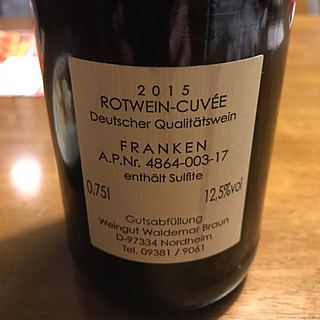 2015
ROTWEIN-CUVÉE
Deutscher Qualitätswein
FRANKEN
A.P.Nr. 4864-003-17
enthält Sulfite
0,75l 12,5%vol
Gutsabfüllung
Weingut Waldemar Braun
D-97334 Nordheim
Tel. 09381 / 9061